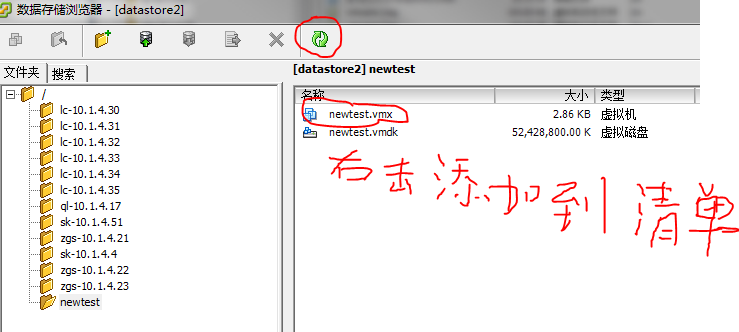 数据存储浏览器 - [datastore2]
文件夹 搜索
/
lc-10.1.4.30
lc-10.1.4.31
lc-10.1.4.32
lc-10.1.4.33
lc-10.1.4.34
lc-10.1.4.35
ql-10.1.4.17
sk-10.1.4.51
zgs-10.1.4.21
sk-10.1.4.4
zgs-10.1.4.22
zgs-10.1.4.23
newtest
[datastore2] newtest
名称 大小 类型
newtest.vmx 2.86 KB 虚拟机
newtest.vmdk 52,428,800.00 K 虚拟磁盘
右击添加到清单